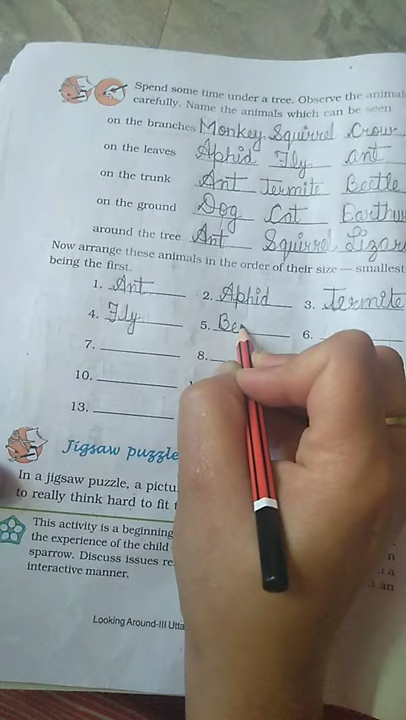 Spend some time under a tree. Observe the animal
carefully. Name the animals which can be seen
on the branches Monkey Squirrel Crow
on the leaves Aphid Fly ant
on the trunk Ant Termite Beetle
on the ground Dog Cat
around the tree Ant Squirrel
Now arrange these animals in the order of their size — smallest
being the first.
1. Ant 2. Aphid 3. Termite
4. Fly 5. Be 6.
7. 8.
10.
13.
Jigsaw puzzle
In a jigsaw puzzle, a pictu
to really think hard to fit
This activity is a beginning
the experience of the child
sparrow. Discuss issues re
interactive manner.
Looking Around-III Utta